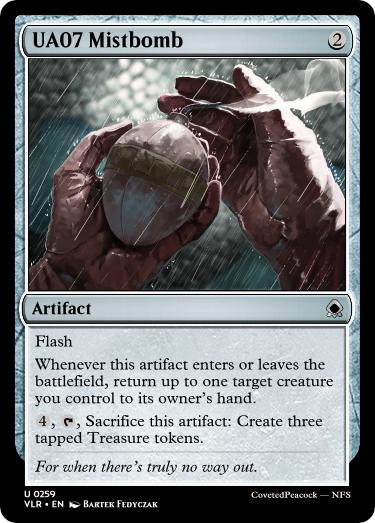 UA07 Mistbomb 2
Artifact
Flash
Whenever this artifact enters or leaves the
battlefield, return up to one target creature
you control to its owner's hand.
4, , Sacrifice this artifact: Create three
tapped Treasure tokens.
For when there's truly no way out.
U 0259
VLR • EN Bartek Fedyczak
CovetedPeacock — NFS